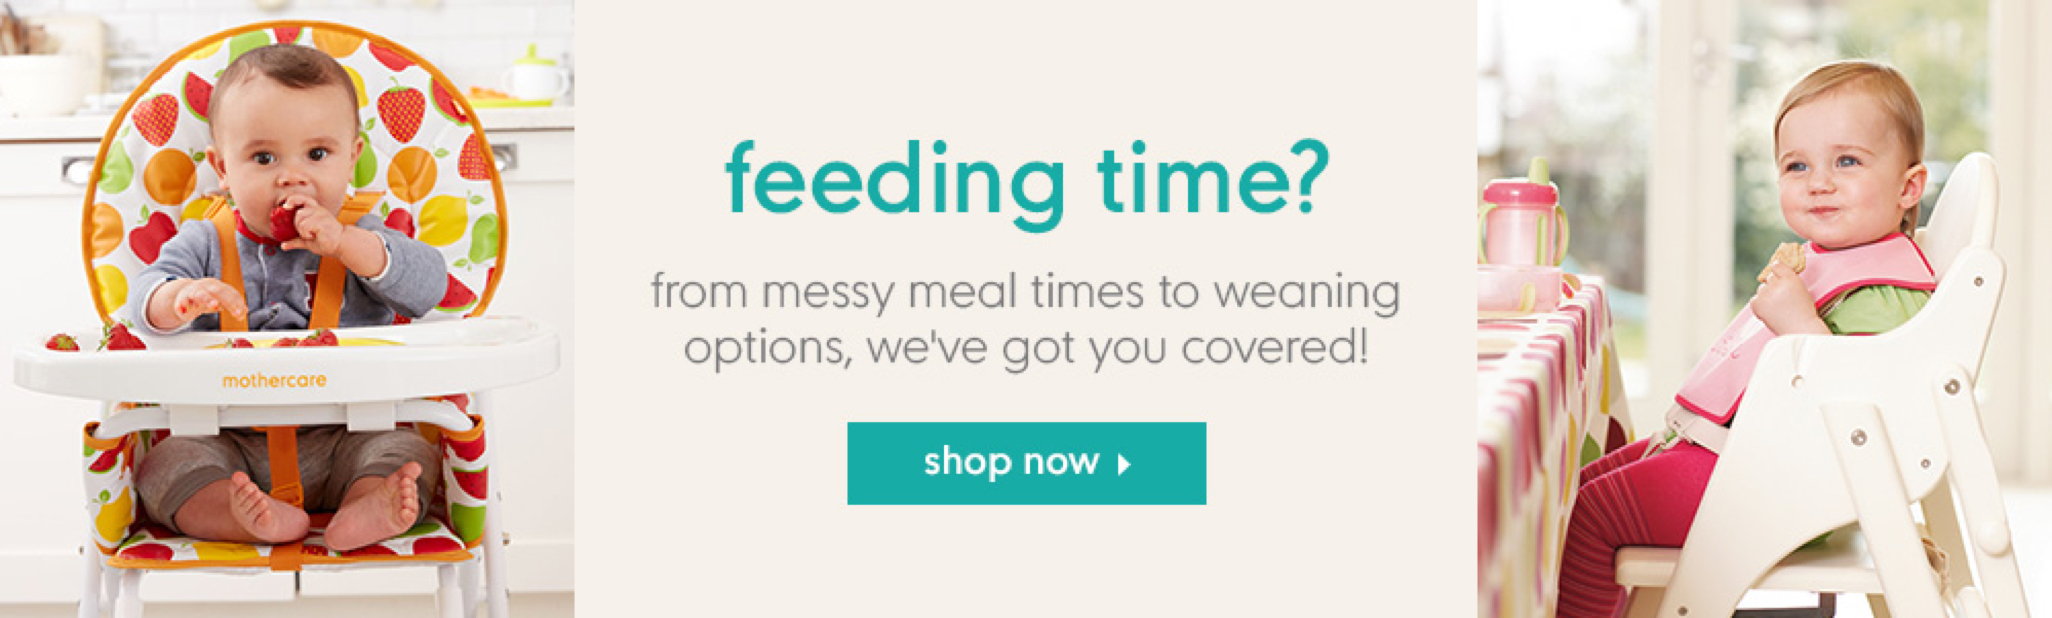 feeding time?
from messy meal times to weaning
options, we've got you covered!
shop now
mothercare